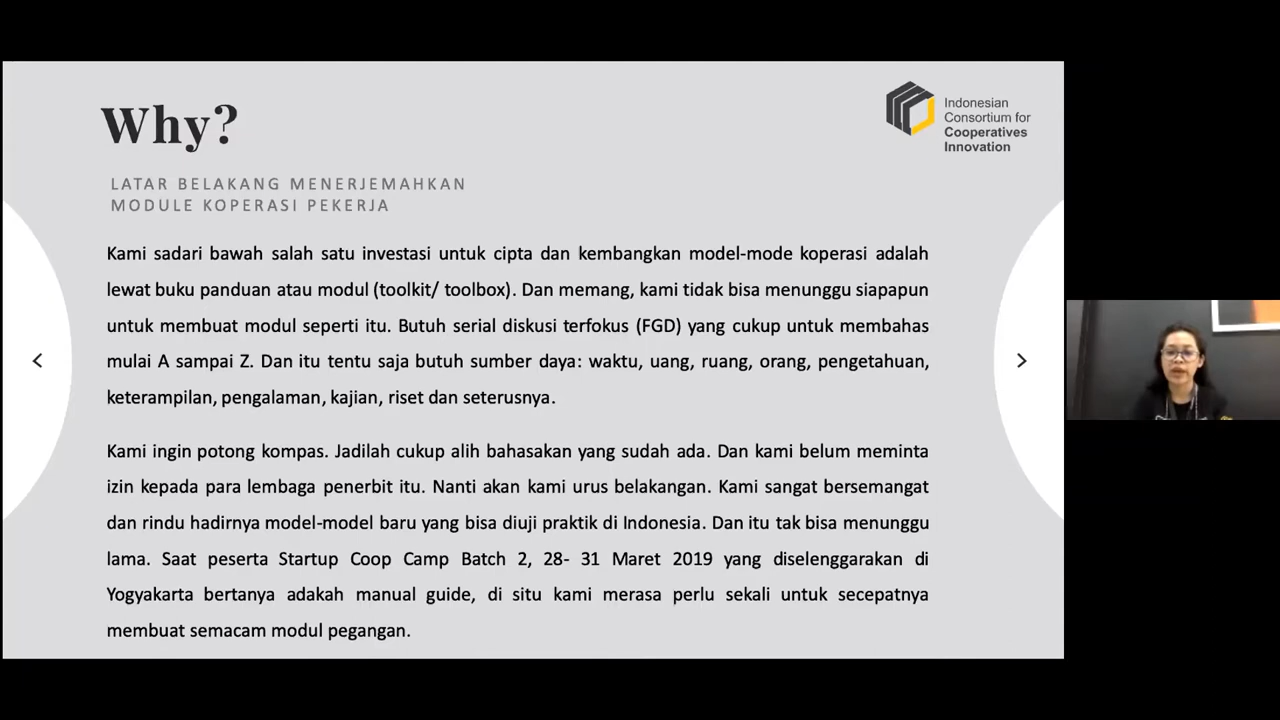 Why?
Indonesian
Consortium for
Cooperatives
Innovation
LATAR BELAKANG MENERJEMAHKAN
MODULE KOPERASI PEKERJA
Kami sadari bawah salah satu investasi untuk cipta dan kembangkan model-mode koperasi adalah
lewat buku panduan atau modul (toolkit/ toolbox). Dan memang, kami tidak bisa menunggu siapapun
untuk membuat modul seperti itu. Butuh serial diskusi terfokus (FGD) yang cukup untuk membahas
mulai A sampai Z. Dan itu tentu saja butuh sumber daya: waktu, uang, ruang, orang, pengetahuan,
keterampilan, pengalaman, kajian, riset dan seterusnya.
Kami ingin potong kompas. Jadilah cukup alih bahasakan yang sudah ada. Dan kami belum meminta
izin kepada para lembaga penerbit itu. Nanti akan kami urus belakangan. Kami sangat bersemangat
dan rindu hadirnya model-model baru yang bisa diuji praktik di Indonesia. Dan itu tak bisa menunggu
lama. Saat peserta Startup Coop Camp Batch 2, 28- 31 Maret 2019 yang diselenggarakan di
Yogyakarta bertanya adakah manual guide, di situ kami merasa perlu sekali untuk secepatnya
membuat semacam modul pegangan.